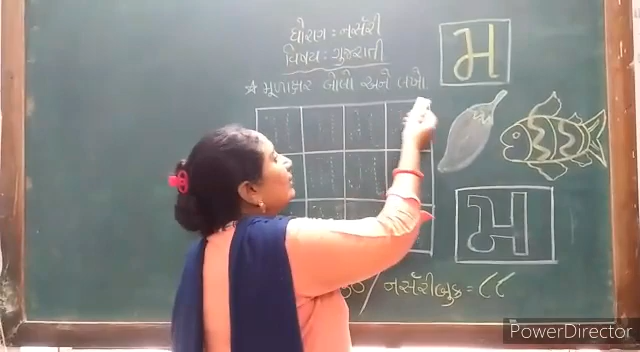 ધોરણ : નર્સરી
વિષય : ગુજરાતી
★ મૂળાક્ષર બોલો અને લખો
મ
મ
નર્સરી બુક = ૮૮
PowerDirector